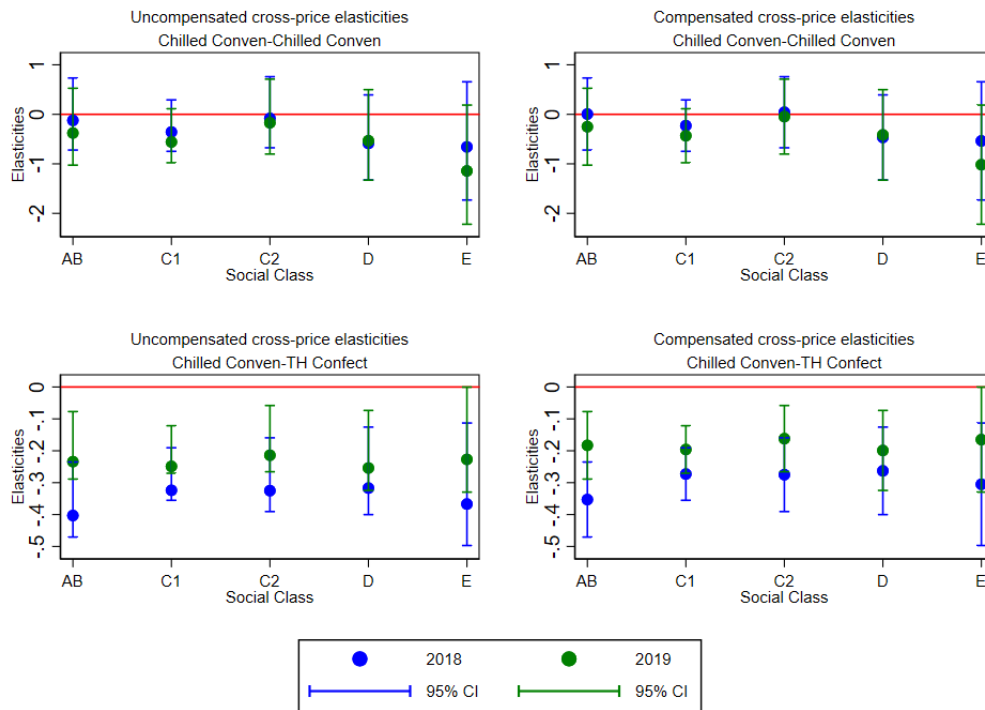 Uncompensated cross-price elasticities
Chilled Conven-Chilled Conven
Elasticities
1
0
-1
-2
AB C1 C2 D E
Social Class
Compensated cross-price elasticities
Chilled Conven-Chilled Conven
Elasticities
1
0
-1
-2
AB C1 C2 D E
Social Class
Uncompensated cross-price elasticities
Chilled Conven-TH Confect
Elasticities
0
-.1
-.2
-.3
-.4
-.5
AB C1 C2 D E
Social Class
Compensated cross-price elasticities
Chilled Conven-TH Confect
Elasticities
0
-.1
-.2
-.3
-.4
-.5
AB C1 C2 D E
Social Class
2018 2019
95% CI 95% CI